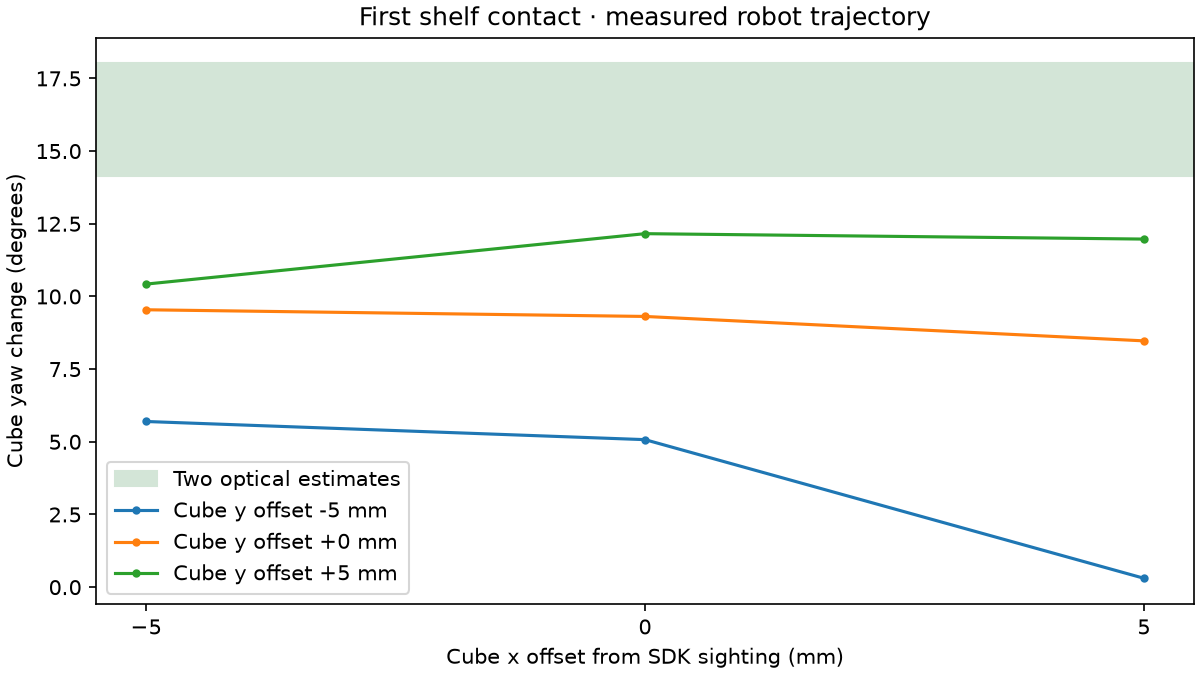 First shelf contact · measured robot trajectory
Cube yaw change (degrees)
17.5
15.0
12.5
10.0
7.5
5.0
2.5
0.0
Two optical estimates
Cube y offset -5 mm
Cube y offset +0 mm
Cube y offset +5 mm
−5
0
5
Cube x offset from SDK sighting (mm)